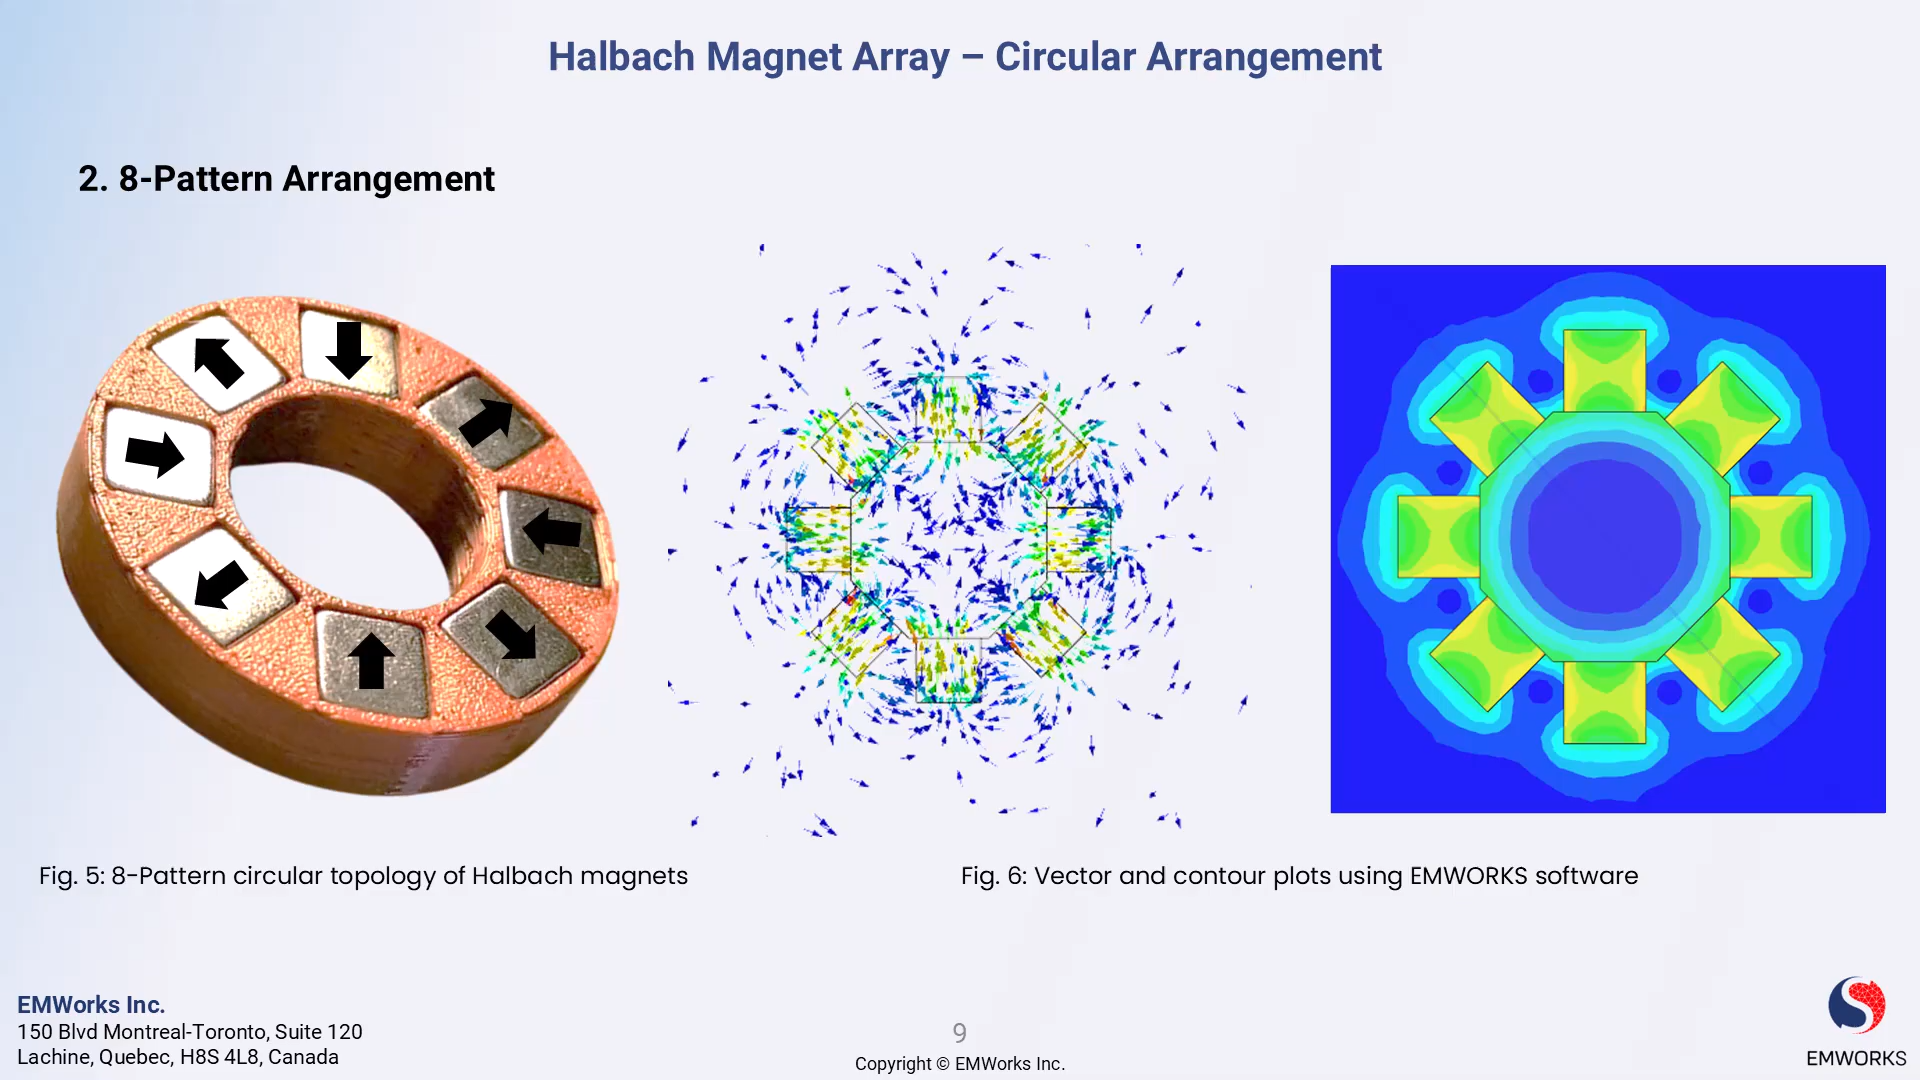 Halbach Magnet Array – Circular Arrangement
2. 8-Pattern Arrangement
Fig. 5: 8-Pattern circular topology of Halbach magnets
Fig. 6: Vector and contour plots using EMWORKS software
EMWorks Inc.
150 Blvd Montreal-Toronto, Suite 120
Lachine, Quebec, H8S 4L8, Canada
9
Copyright © EMWorks Inc.
EMWORKS